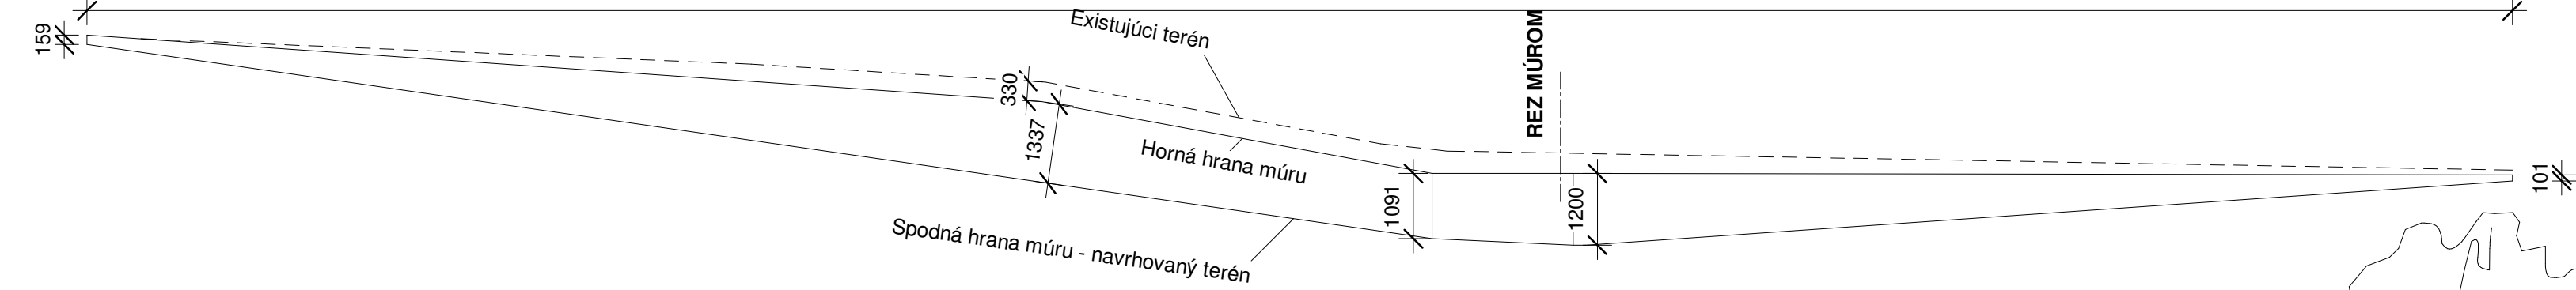 159
Existujúci terén
REZ MÚROM
330
1337
Horná hrana múru
1091
1200
101
Spodná hrana múru - navrhovaný terén